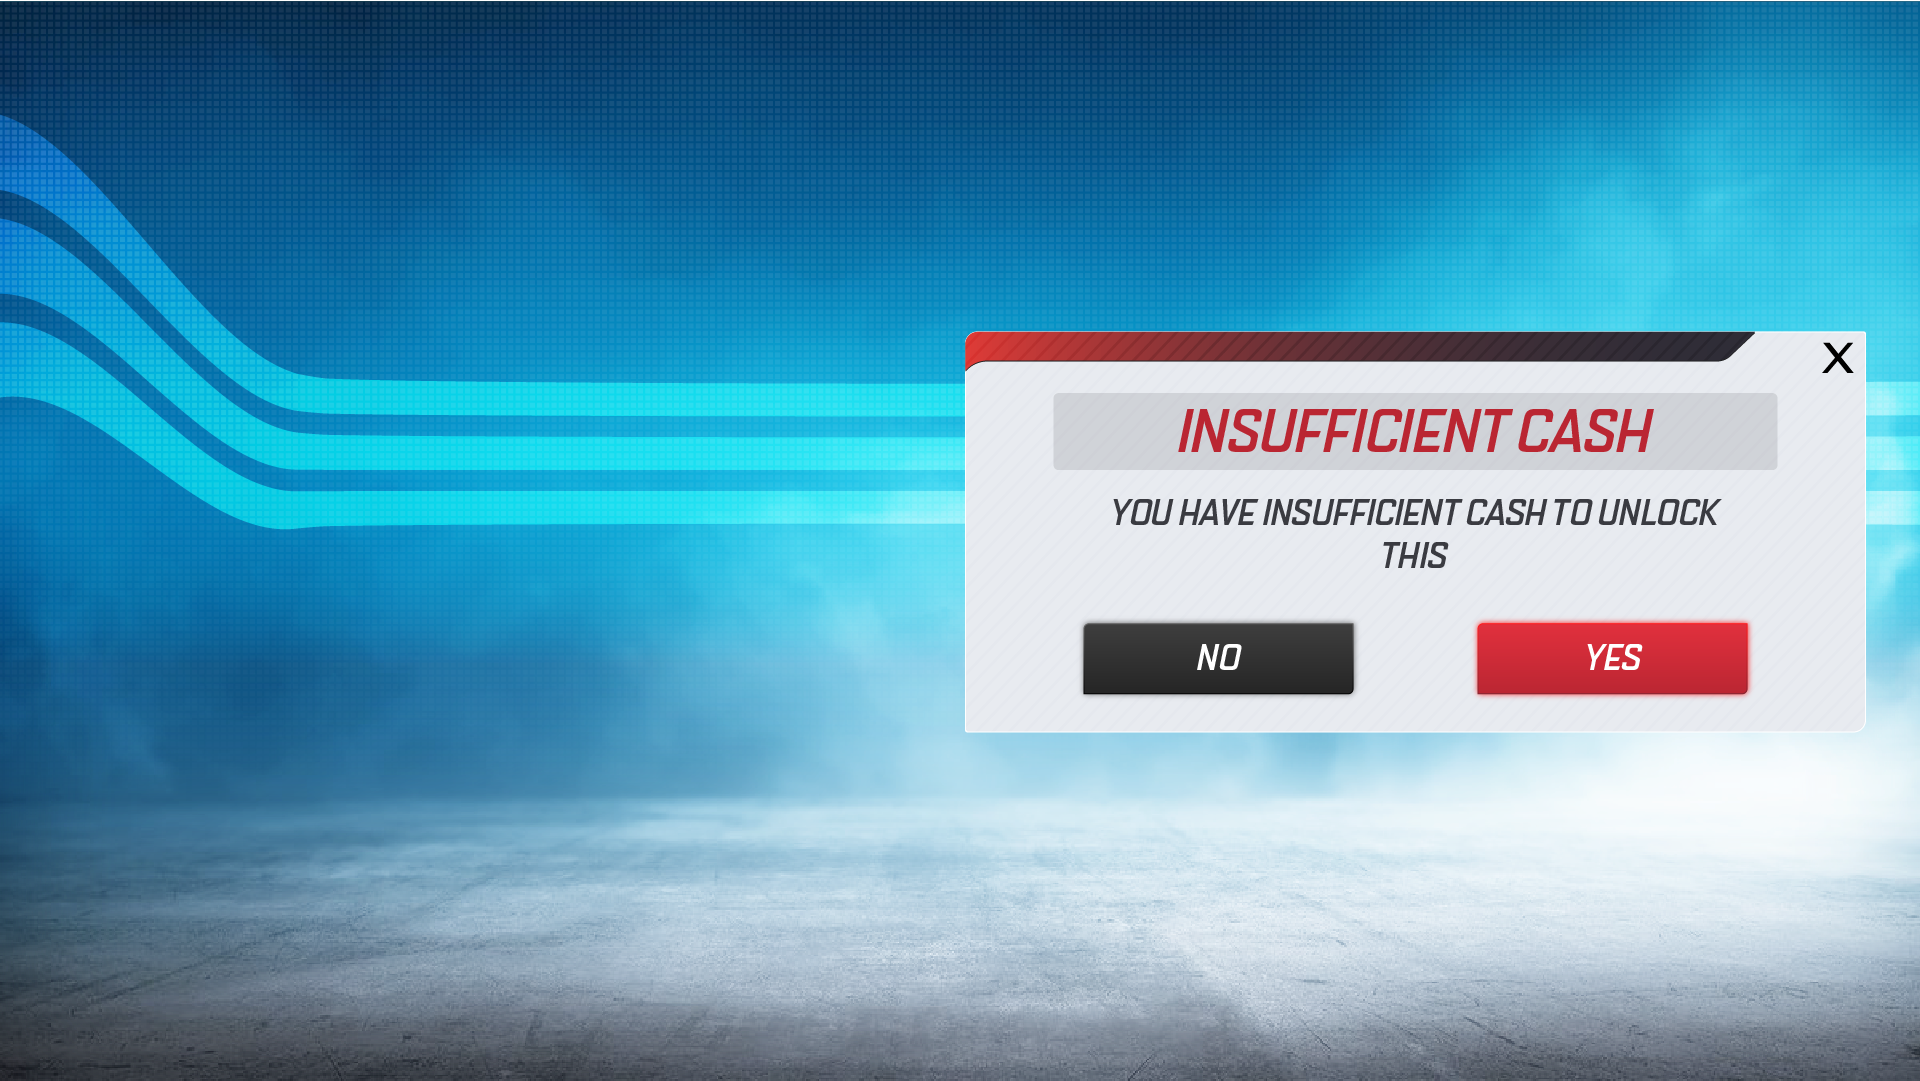 X
INSUFFICIENT CASH
YOU HAVE INSUFFICIENT CASH TO UNLOCK
THIS
NO
YES